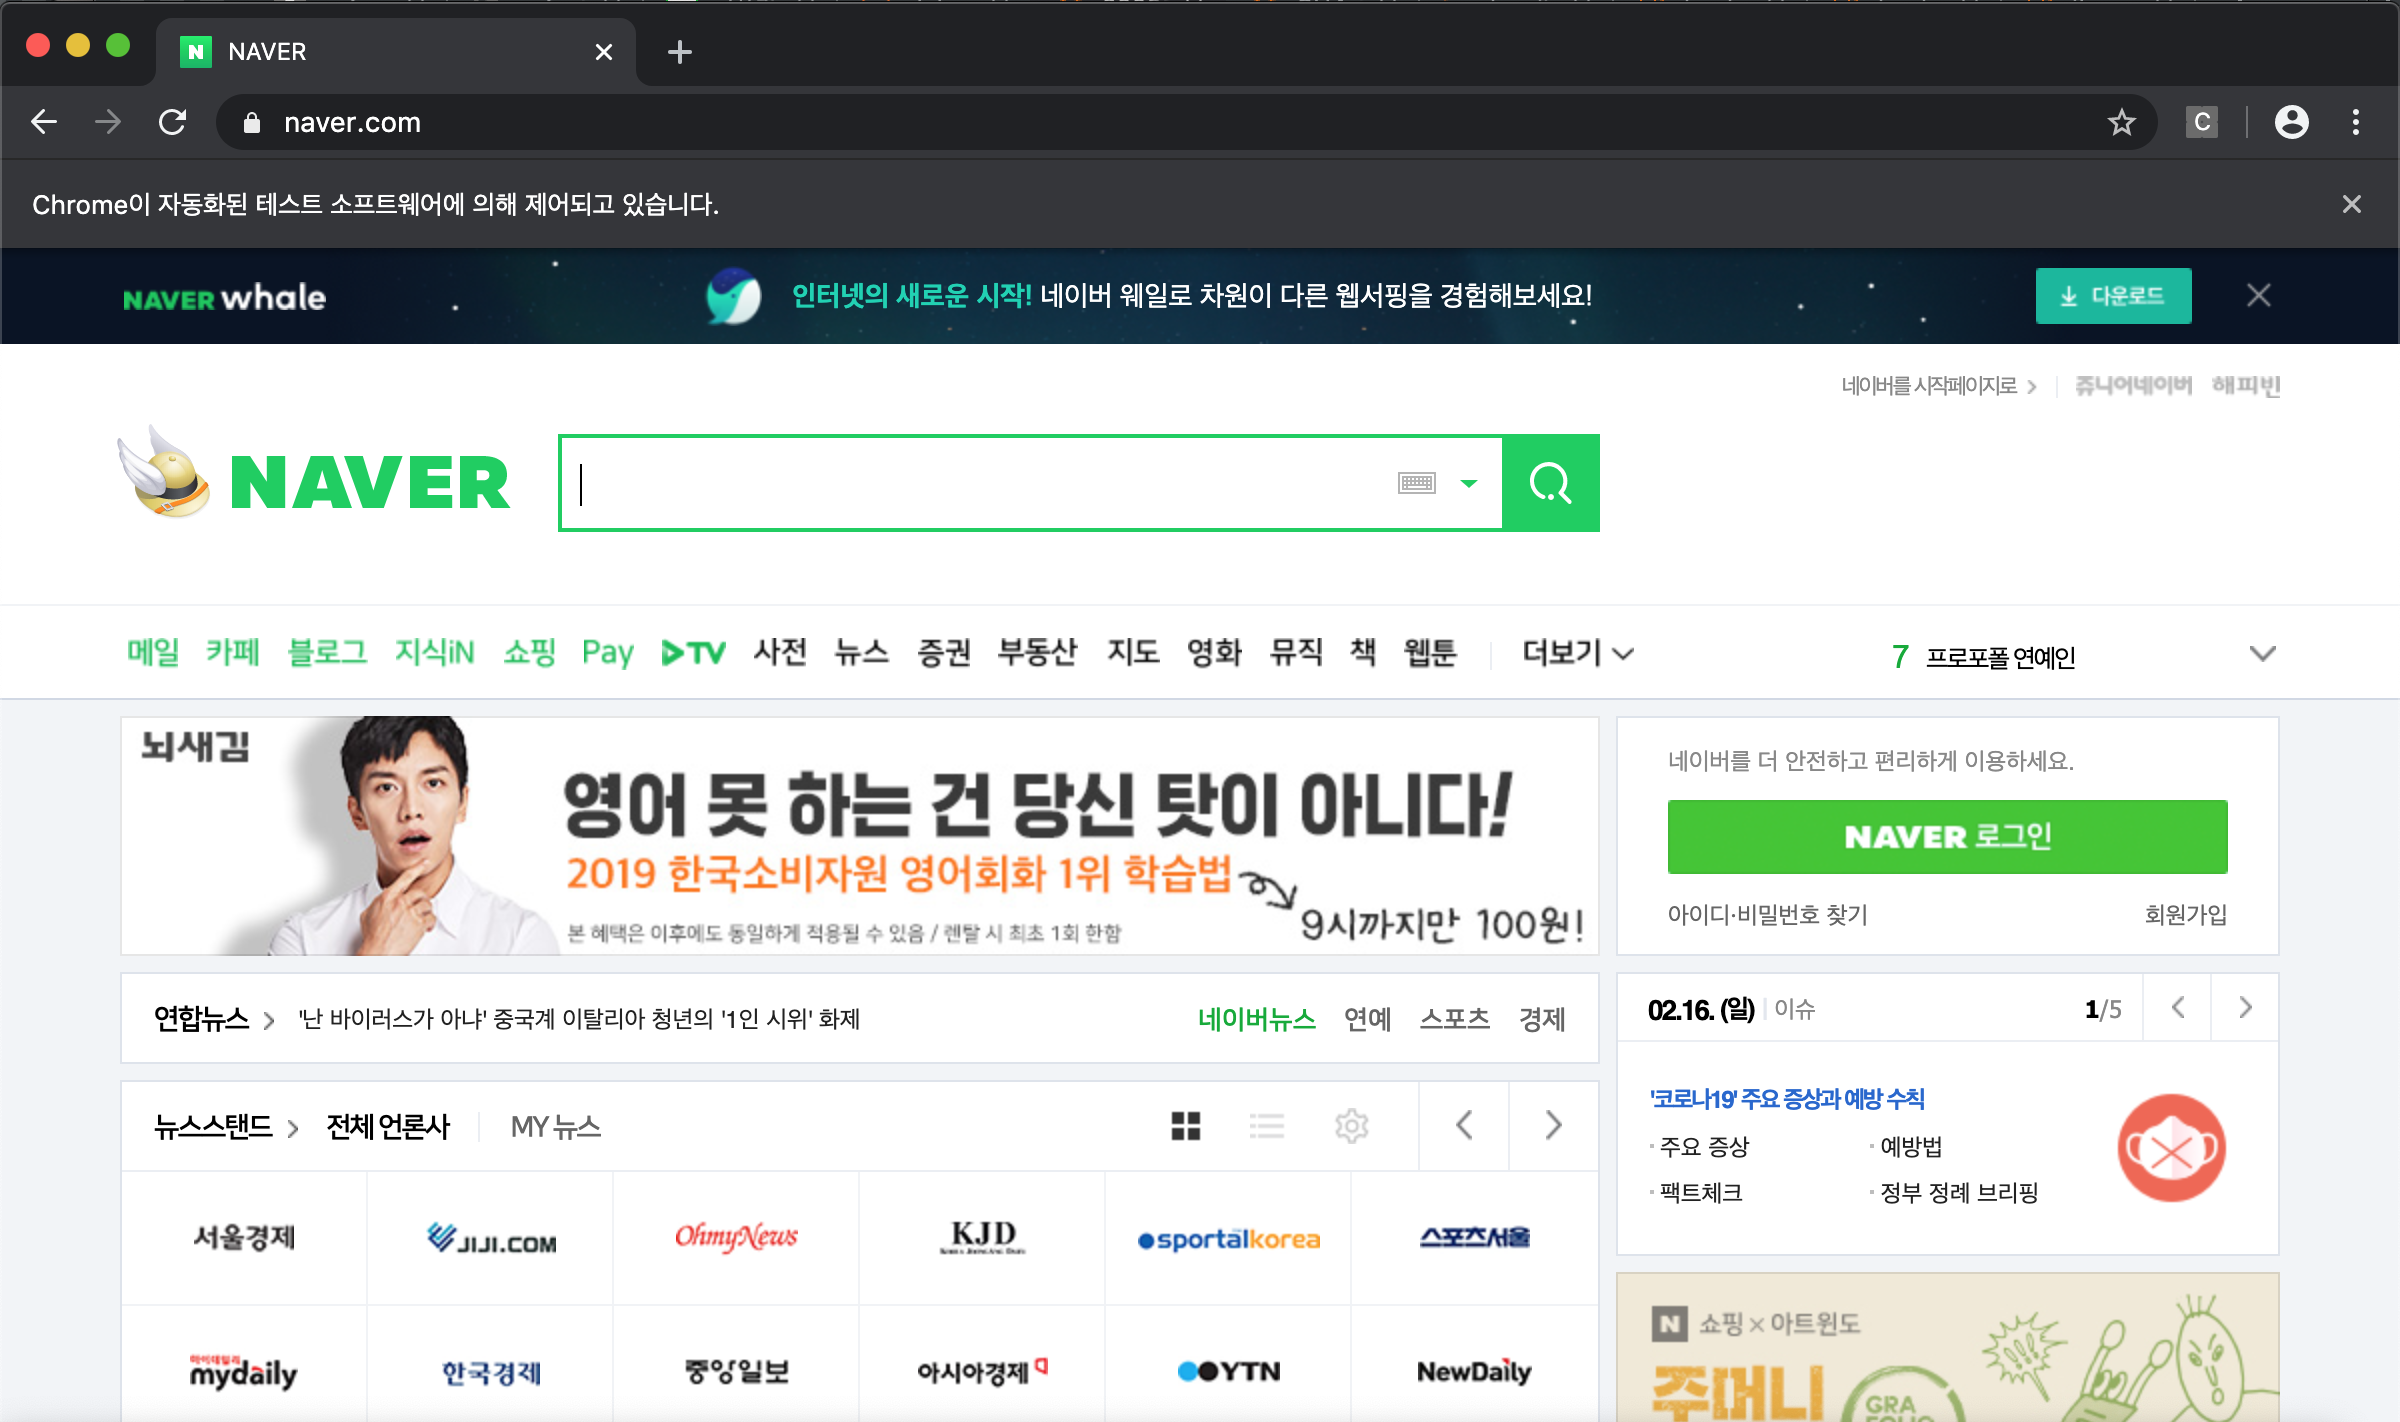 NAVER
naver.com
C
Chrome이 자동화된 테스트 소프트웨어에 의해 제어되고 있습니다.
NAVER whale
인터넷의 새로운 시작! 네이버 웨일로 차원이 다른 웹서핑을 경험해보세요!
다운로드
네이버를 시작페이지로
쥬니어네이버 해피빈
NAVER
메일 카페 블로그 지식iN 쇼핑 Pay TV 사전 뉴스 증권 부동산 지도 영화 뮤직 책 웹툰 더보기
7 프로포폴 연예인
뇌새김
영어 못 하는 건 당신 탓이 아니다!
2019 한국소비자원 영어회화 1위 학습법
9시까지만 100원!
본 혜택은 이후에도 동일하게 적용될 수 있음 / 렌탈 시 최초 1회 한함
네이버를 더 안전하고 편리하게 이용하세요.
NAVER 로그인
아이디·비밀번호 찾기 회원가입
연합뉴스 '난 바이러스가 아냐' 중국계 이탈리아 청년의 '1인 시위' 화제
네이버뉴스 연예 스포츠 경제
02.16. (일) 이슈 1/5
'코로나19' 주요 증상과 예방 수칙
· 주요 증상 · 예방법
· 팩트체크 · 정부 정례 브리핑
뉴스스탠드 전체 언론사 MY 뉴스
서울경제 JIJI.COM OhmyNews KJD sportalkorea 스포츠서울
마이데일리
mydaily 한국경제 중앙일보 아시아경제 YTN NewDaily
N 쇼핑 × 아트윈도
주머니
GRA
FOLIO